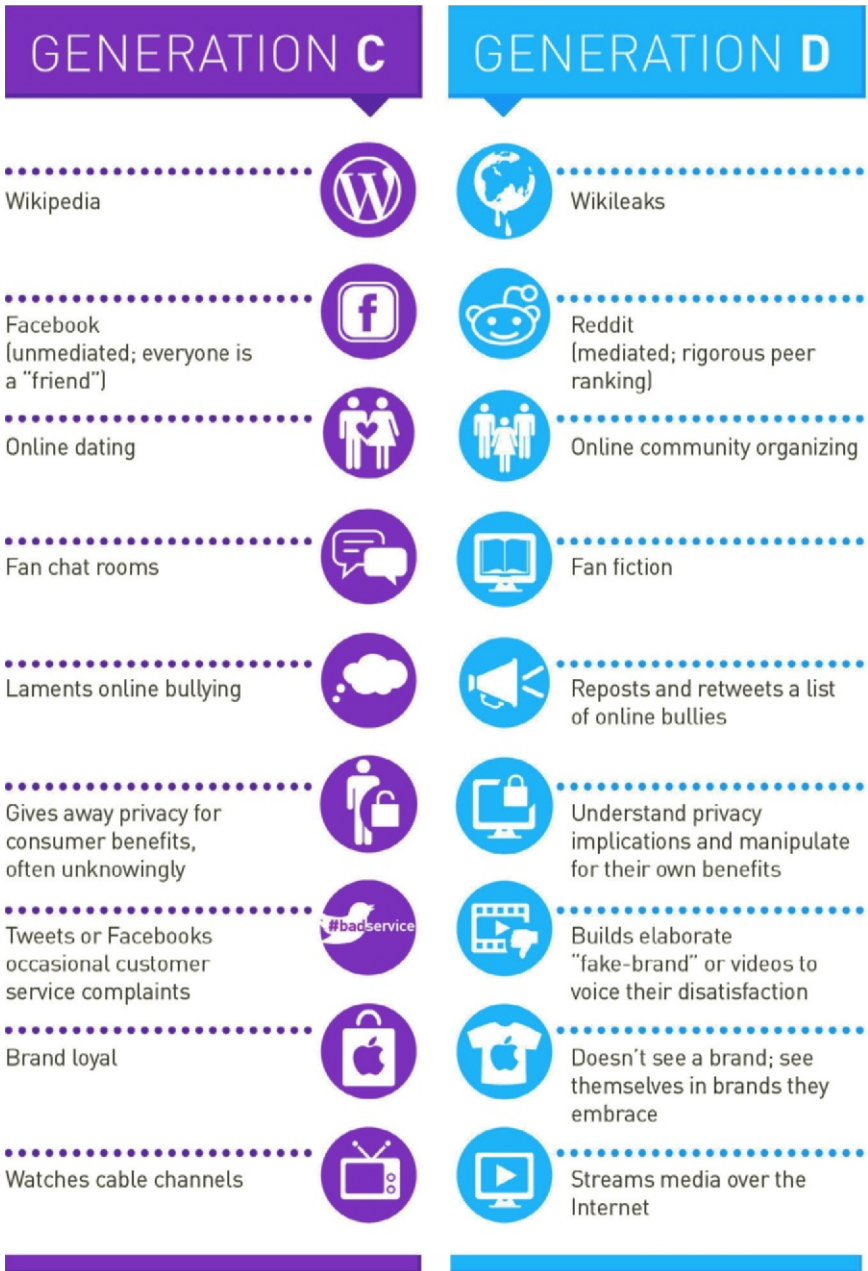 GENERATION C
GENERATION D
Wikipedia
Wikileaks
Facebook
(unmediated; everyone is
a "friend")
Reddit
(mediated; rigorous peer
ranking)
Online dating
Online community organizing
Fan chat rooms
Fan fiction
Laments online bullying
Reposts and retweets a list
of online bullies
Gives away privacy for
consumer benefits,
often unknowingly
Understand privacy
implications and manipulate
for their own benefits
#badservice
Tweets or Facebooks
occasional customer
service complaints
Builds elaborate
"fake-brand" or videos to
voice their disatisfaction
Brand loyal
Doesn't see a brand; see
themselves in brands they
embrace
Watches cable channels
Streams media over the
Internet